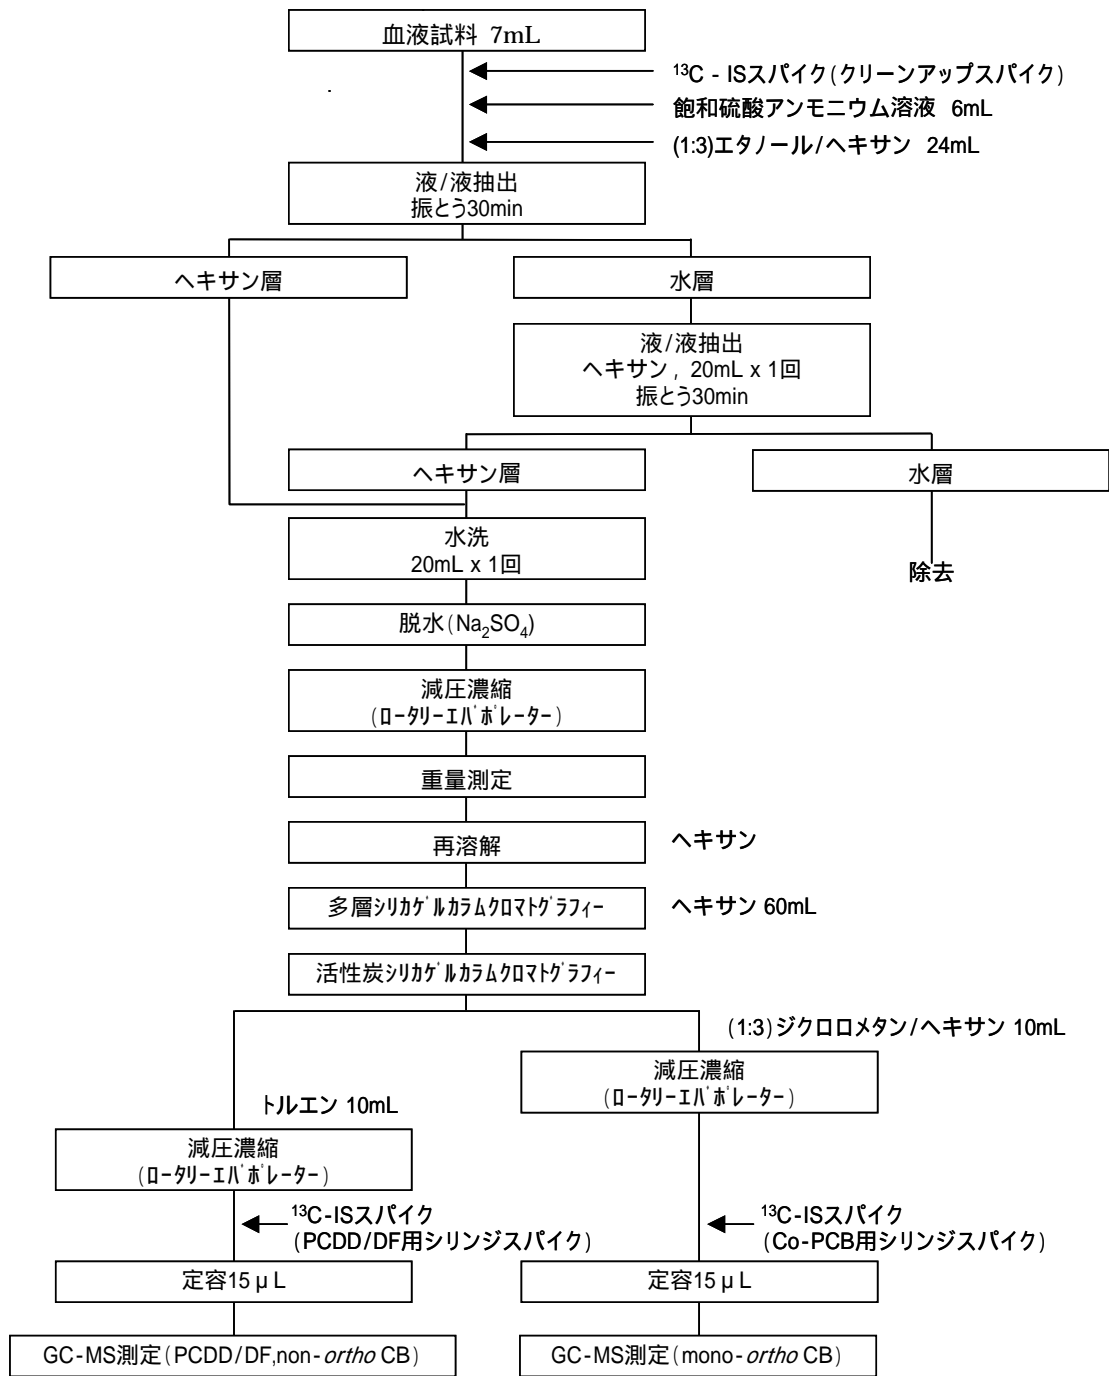 血液試料 7mL
¹³C - ISスパイク(クリーンアップスパイク)
飽和硫酸アンモニウム溶液 6mL
(1:3)エタノール/ヘキサン 24mL
液/液抽出
振とう30min
ヘキサン層
水層
液/液抽出
ヘキサン, 20mL x 1回
振とう30min
ヘキサン層
水層
水洗
20mL x 1回
除去
脱水(Na₂SO₄)
減圧濃縮
(ﾛｰﾀﾘｰｴﾊﾞﾎﾟﾚｰﾀｰ)
重量測定
再溶解
ヘキサン
多層ｼﾘｶｹﾞﾙｶﾗﾑｸﾛﾏﾄｸﾞﾗﾌｨｰ
ヘキサン 60mL
活性炭ｼﾘｶｹﾞﾙｶﾗﾑｸﾛﾏﾄｸﾞﾗﾌｨｰ
(1:3)ジクロロメタン/ヘキサン 10mL
減圧濃縮
(ﾛｰﾀﾘｰｴﾊﾞﾎﾟﾚｰﾀｰ)
トルエン 10mL
減圧濃縮
(ﾛｰﾀﾘｰｴﾊﾞﾎﾟﾚｰﾀｰ)
¹³C-ISスパイク
(PCDD/DF用シリンジスパイク)
¹³C-ISスパイク
(Co-PCB用シリンジスパイク)
定容15μL
定容15μL
GC-MS測定(PCDD/DF,non-ortho CB)
GC-MS測定(mono-ortho CB)